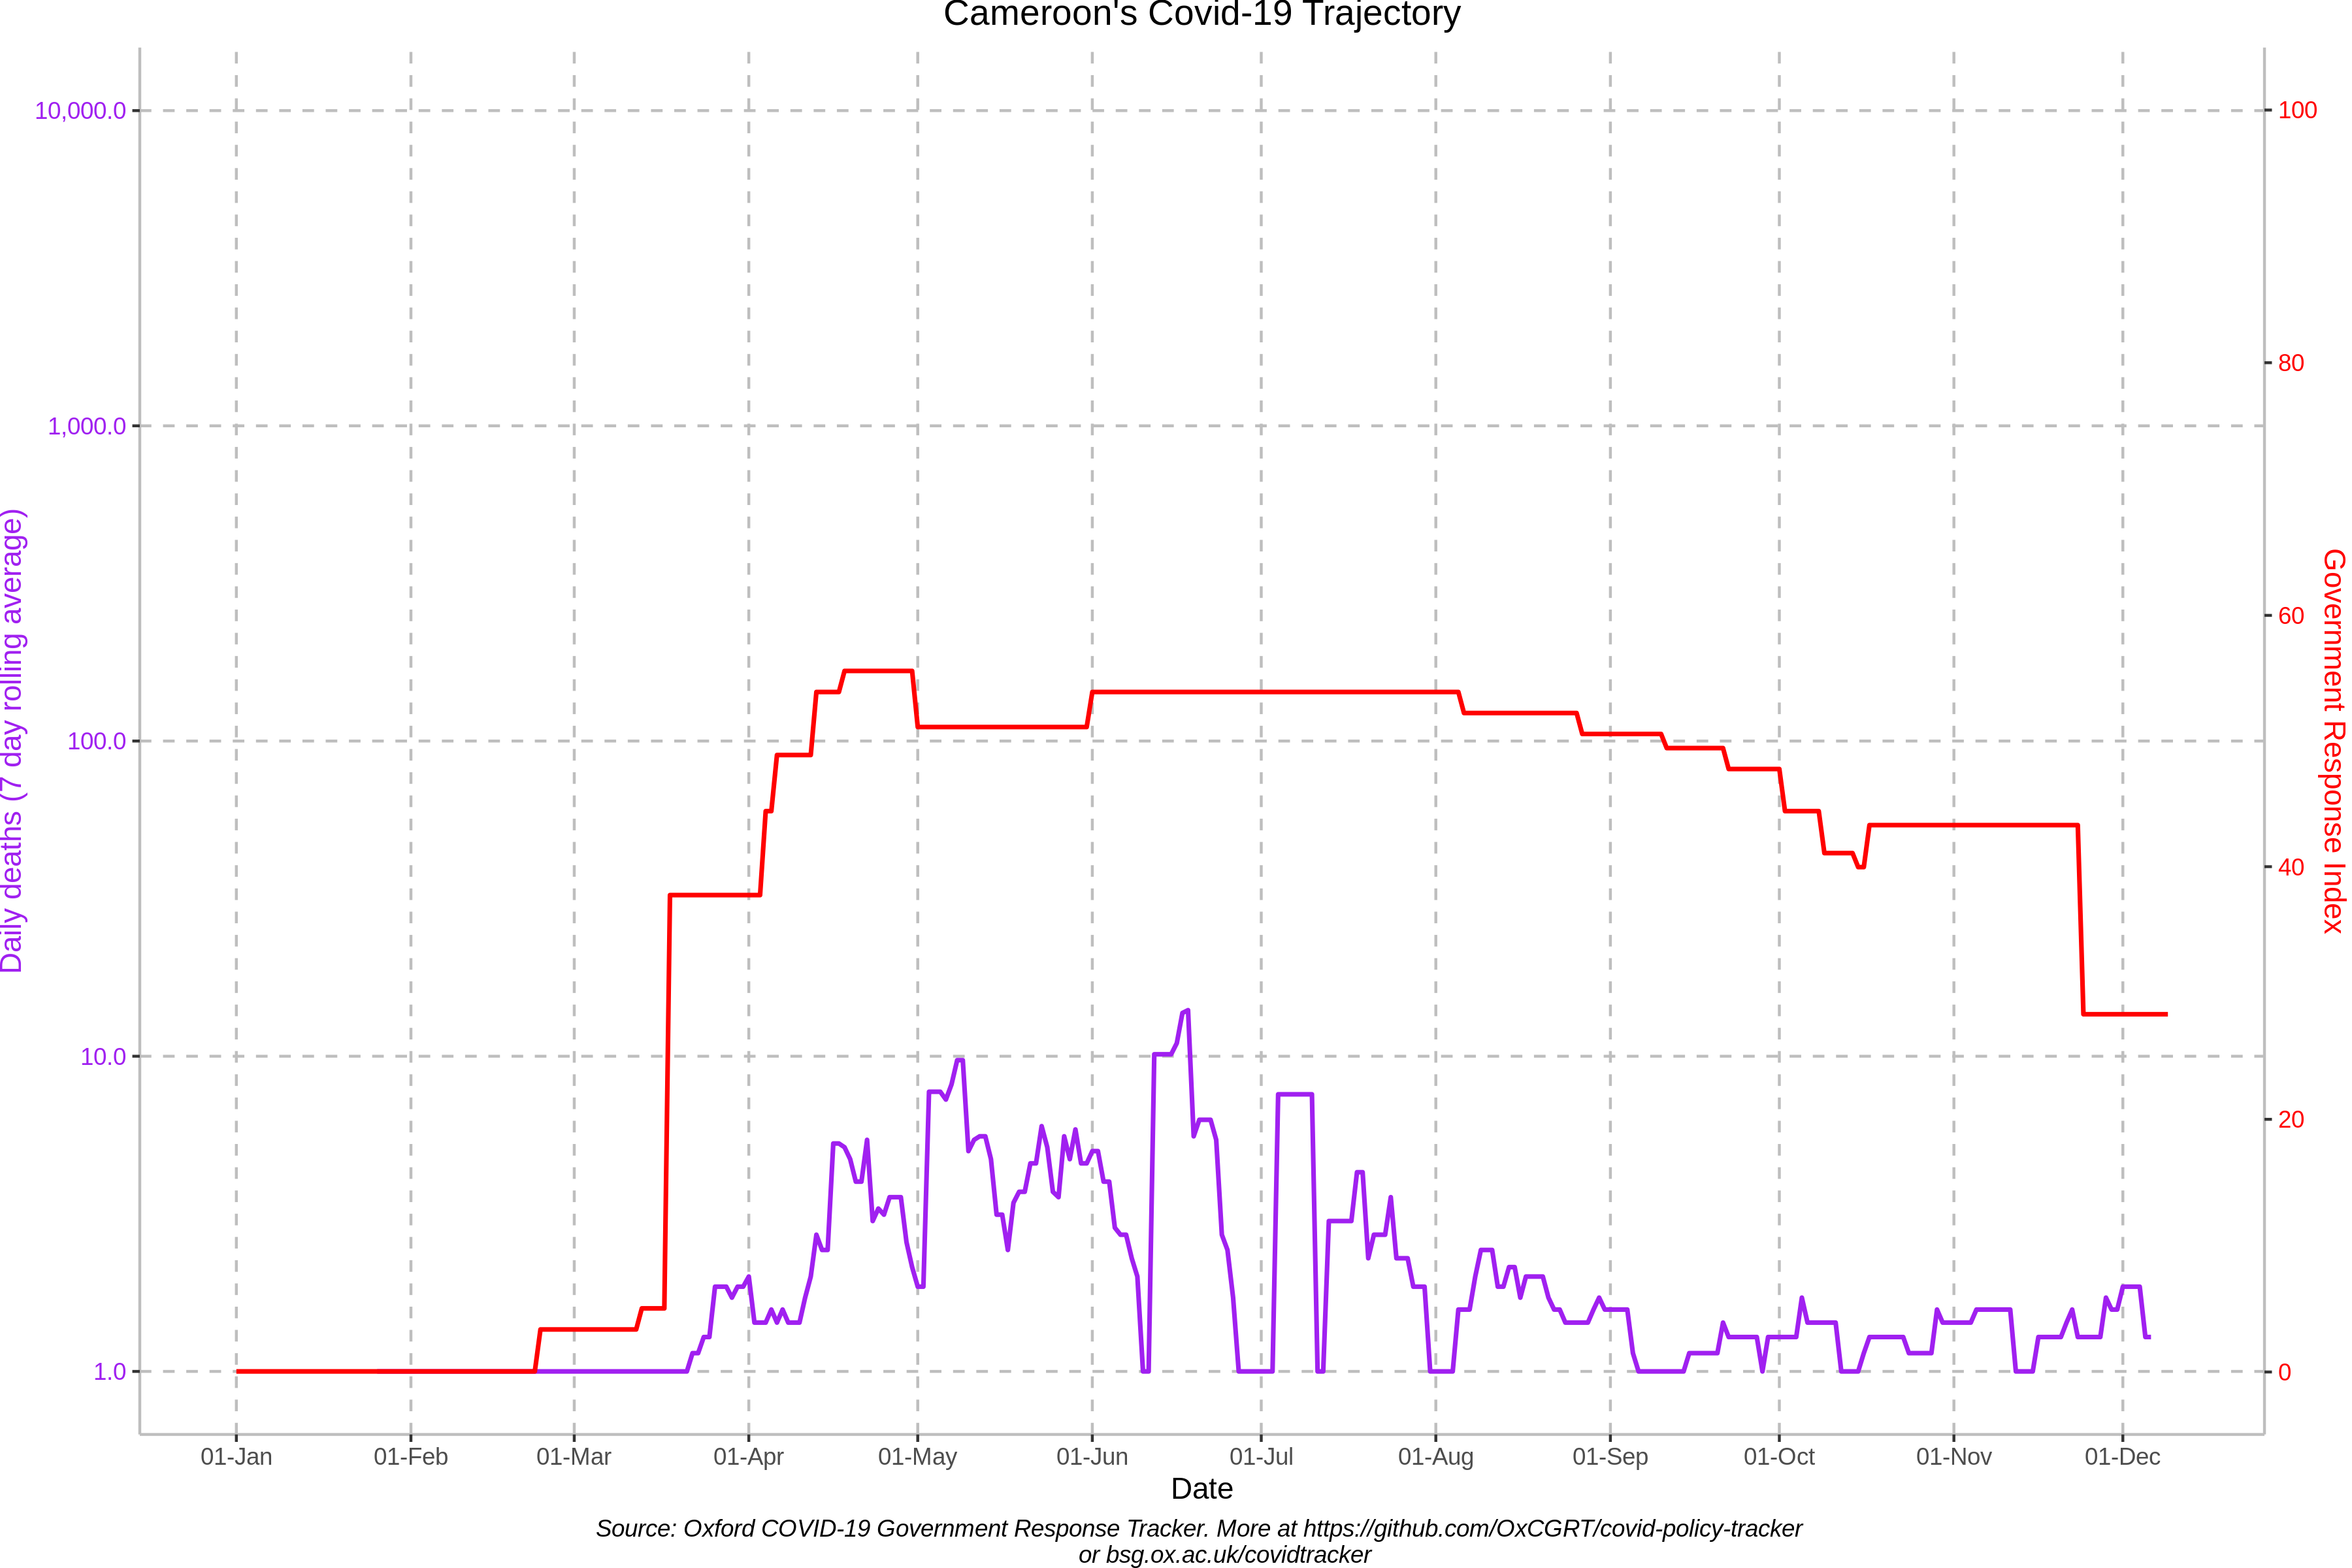 Cameroon's Covid-19 Trajectory
10,000.0
1,000.0
100.0
10.0
1.0
Daily deaths (7 day rolling average)
100
80
60
40
20
0
Government Response Index
01-Jan
01-Feb
01-Mar
01-Apr
01-May
01-Jun
01-Jul
01-Aug
01-Sep
01-Oct
01-Nov
01-Dec
Date
Source: Oxford COVID-19 Government Response Tracker. More at https://github.com/OxCGRT/covid-policy-tracker
or bsg.ox.ac.uk/covidtracker